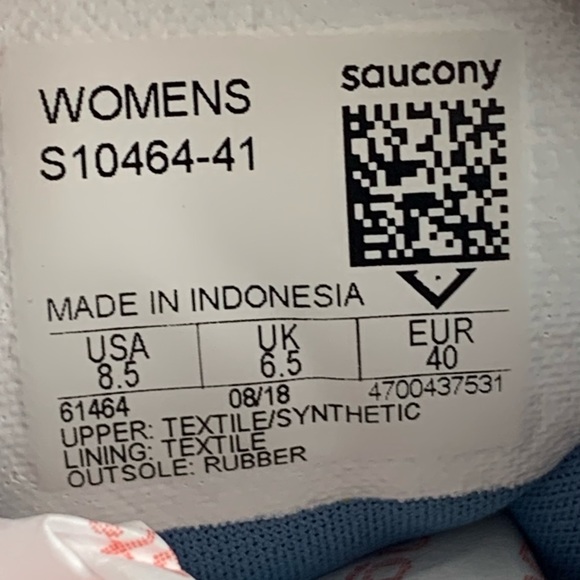 WOMENS
saucony
S10464-41
MADE IN INDONESIA
USA UK EUR
8.5 6.5 40
61464 08/18 4700437531
UPPER: TEXTILE/SYNTHETIC
LINING: TEXTILE
OUTSOLE: RUBBER